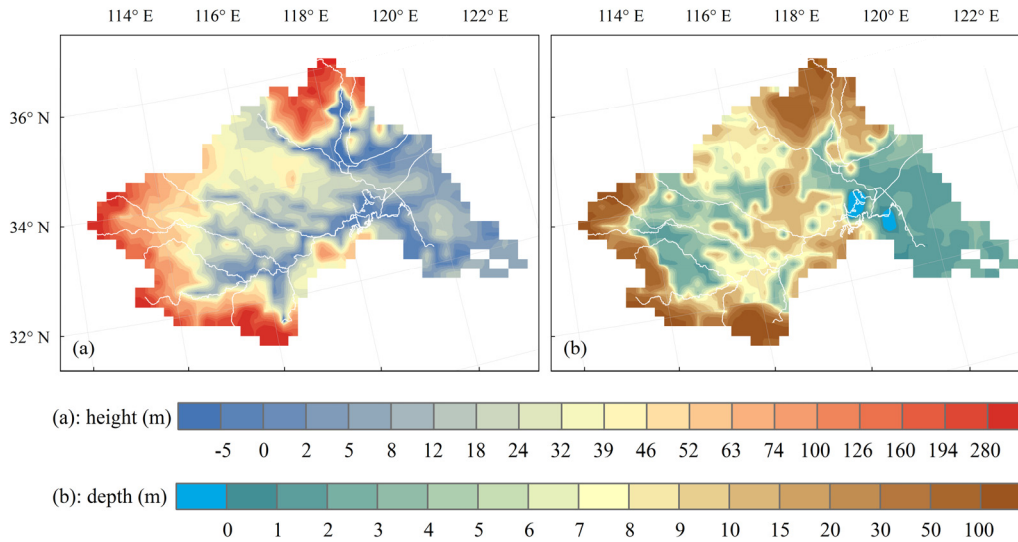 114° E 116° E 118° E 120° E 122° E 114° E 116° E 118° E 120° E 122° E
36° N
34° N
32° N
(a) (b)
(a): height (m)
-5 0 2 5 8 12 18 24 32 39 46 52 63 74 100 126 160 194 280
(b): depth (m)
0 1 2 3 4 5 6 7 8 9 10 15 20 30 50 100